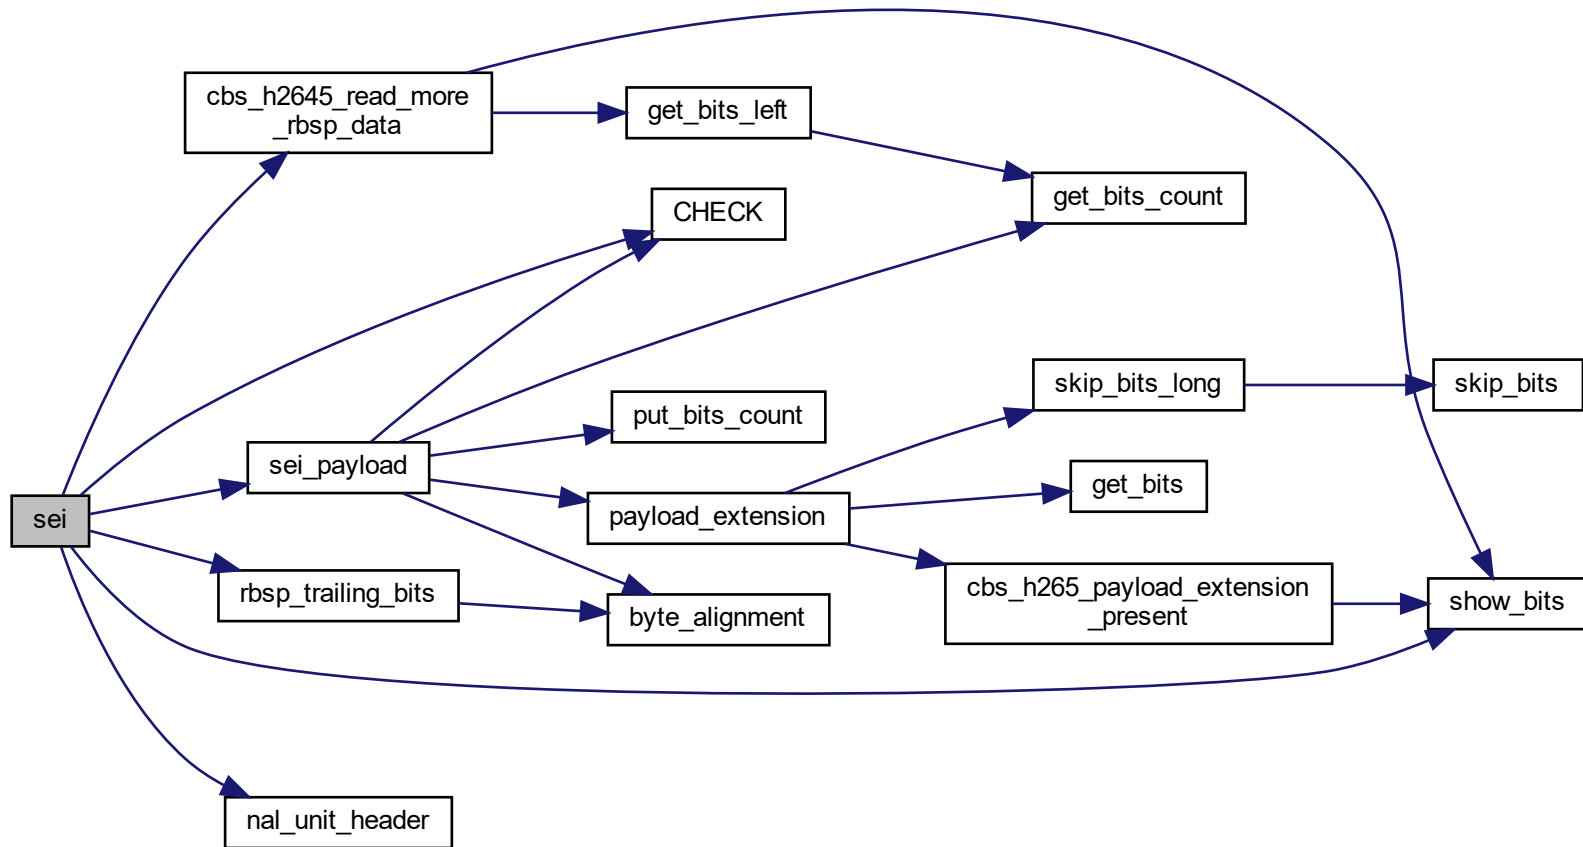 cbs_h2645_read_more
_rbsp_data
get_bits_left
get_bits_count
CHECK
skip_bits_long
skip_bits
put_bits_count
sei_payload
get_bits
payload_extension
sei
cbs_h265_payload_extension
_present
show_bits
rbsp_trailing_bits
byte_alignment
nal_unit_header